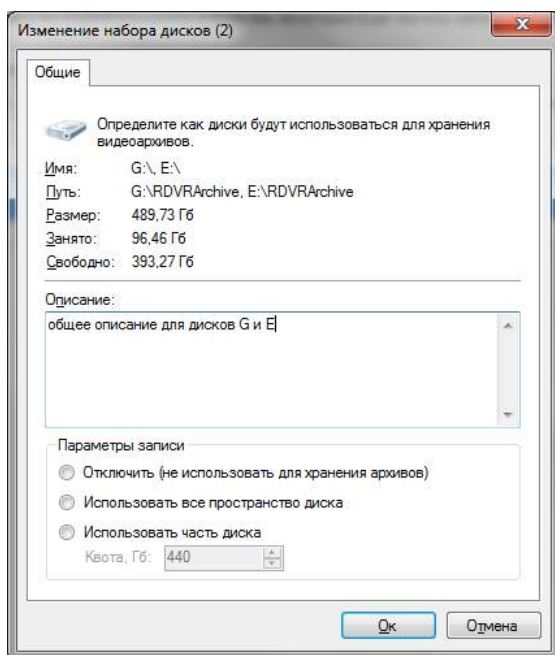 Изменение набора дисков (2)
Общие
Определите как диски будут использоваться для хранения
видеоархивов.
Имя: G:\, E:\
Путь: G:\RDVRArchive, E:\RDVRArchive
Размер: 489,73 Гб
Занято: 96,46 Гб
Свободно: 393,27 Гб
Описание:
общее описание для дисков G и E
Параметры записи
Отключить (не использовать для хранения архивов)
Использовать все пространство диска
Использовать часть диска
Квота, Гб: 440
Ок Отмена